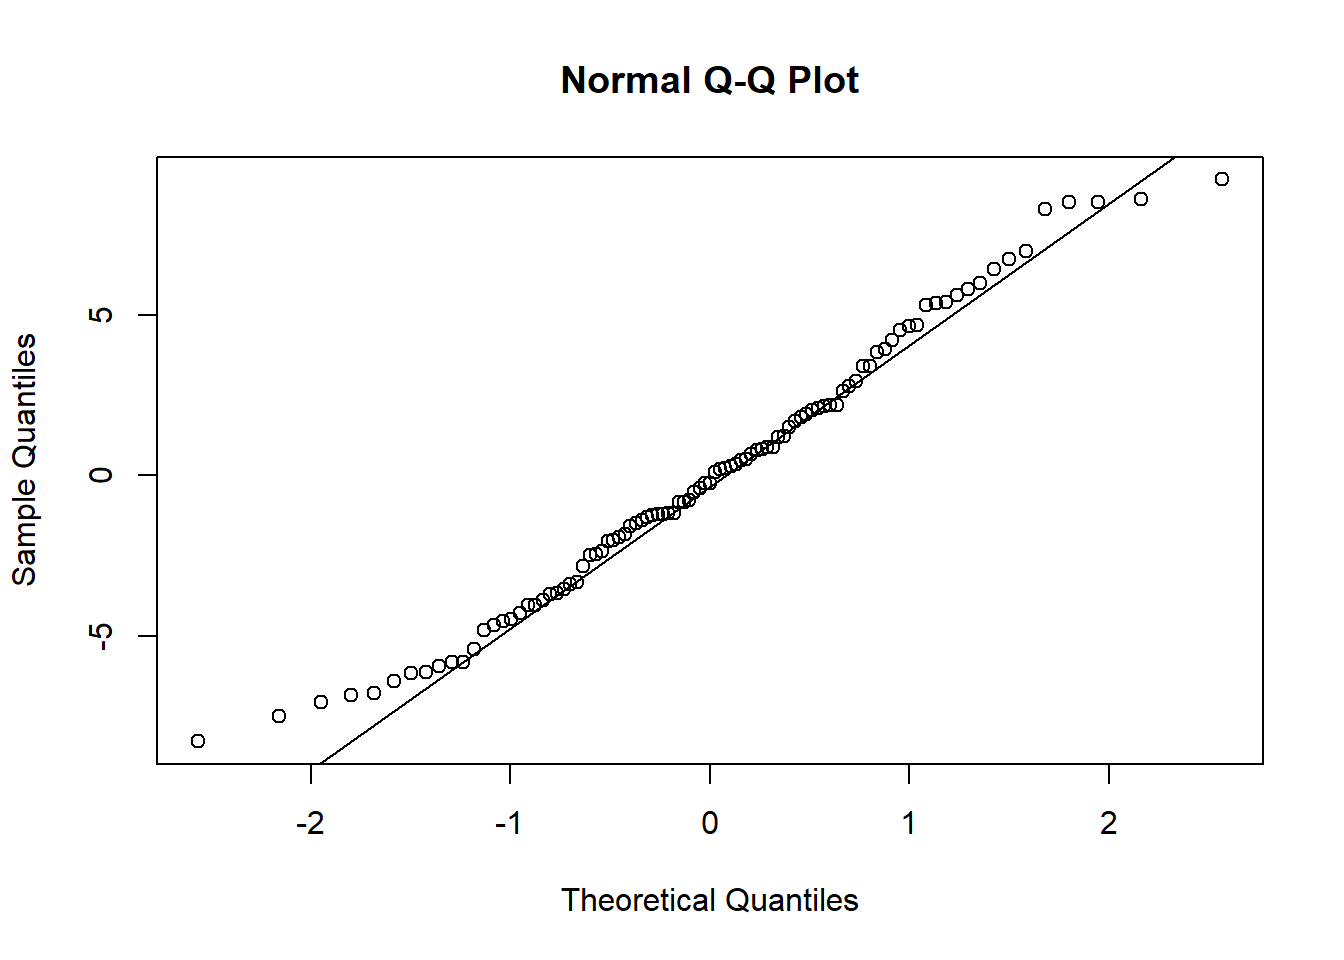 Normal Q-Q Plot
Sample Quantiles
5
0
-5
-2 -1 0 1 2
Theoretical Quantiles